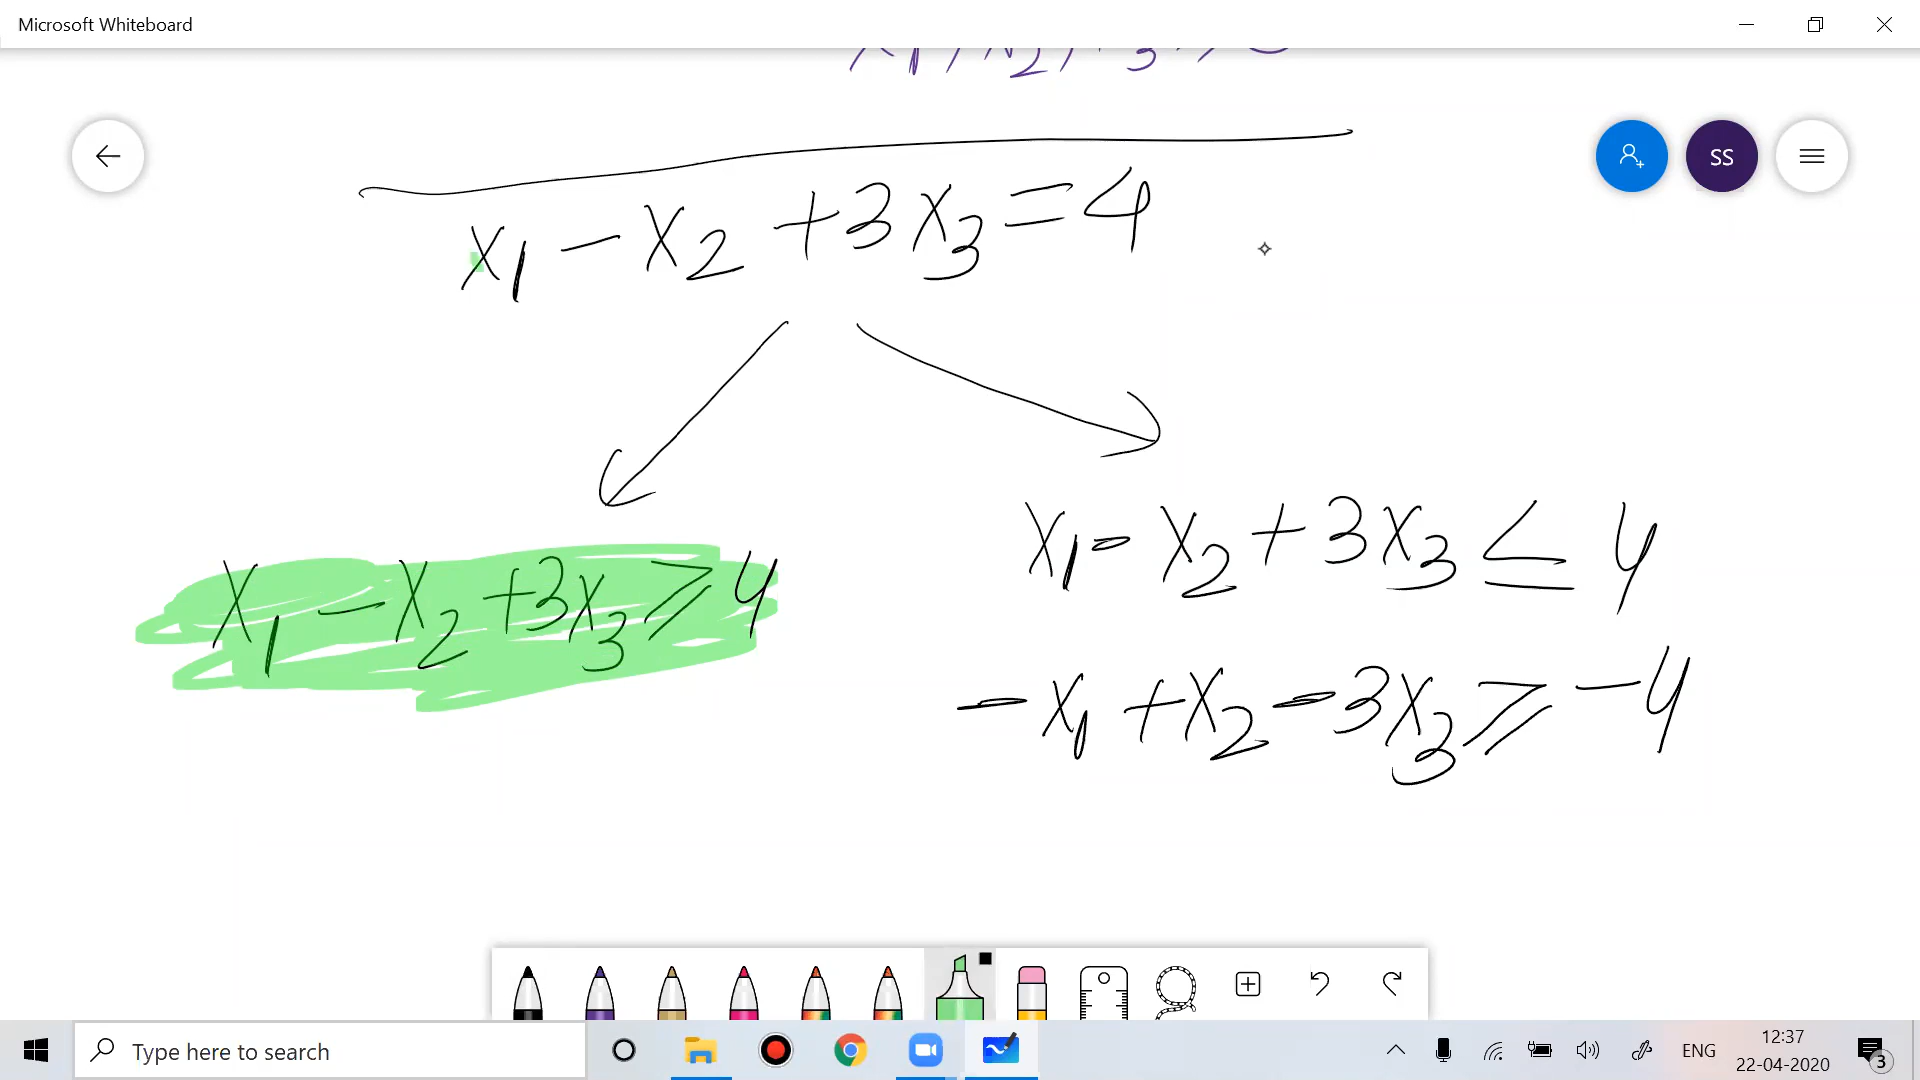 Microsoft Whiteboard
x1 - x2 + 3x3 = 4
SS
x1 - x2 + 3x3 ≥ 4
x1 - x2 + 3x3 ≤ 4
-x1 + x2 - 3x3 ≥ -4
Type here to search
ENG
12:37
22-04-2020
3